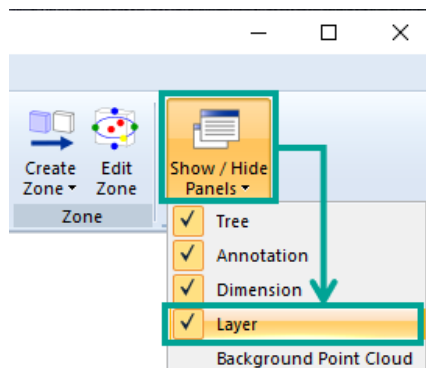 Create Edit Show / Hide
Zone Zone Panels
Zone
Tree
Annotation
Dimension
Layer
Background Point Cloud